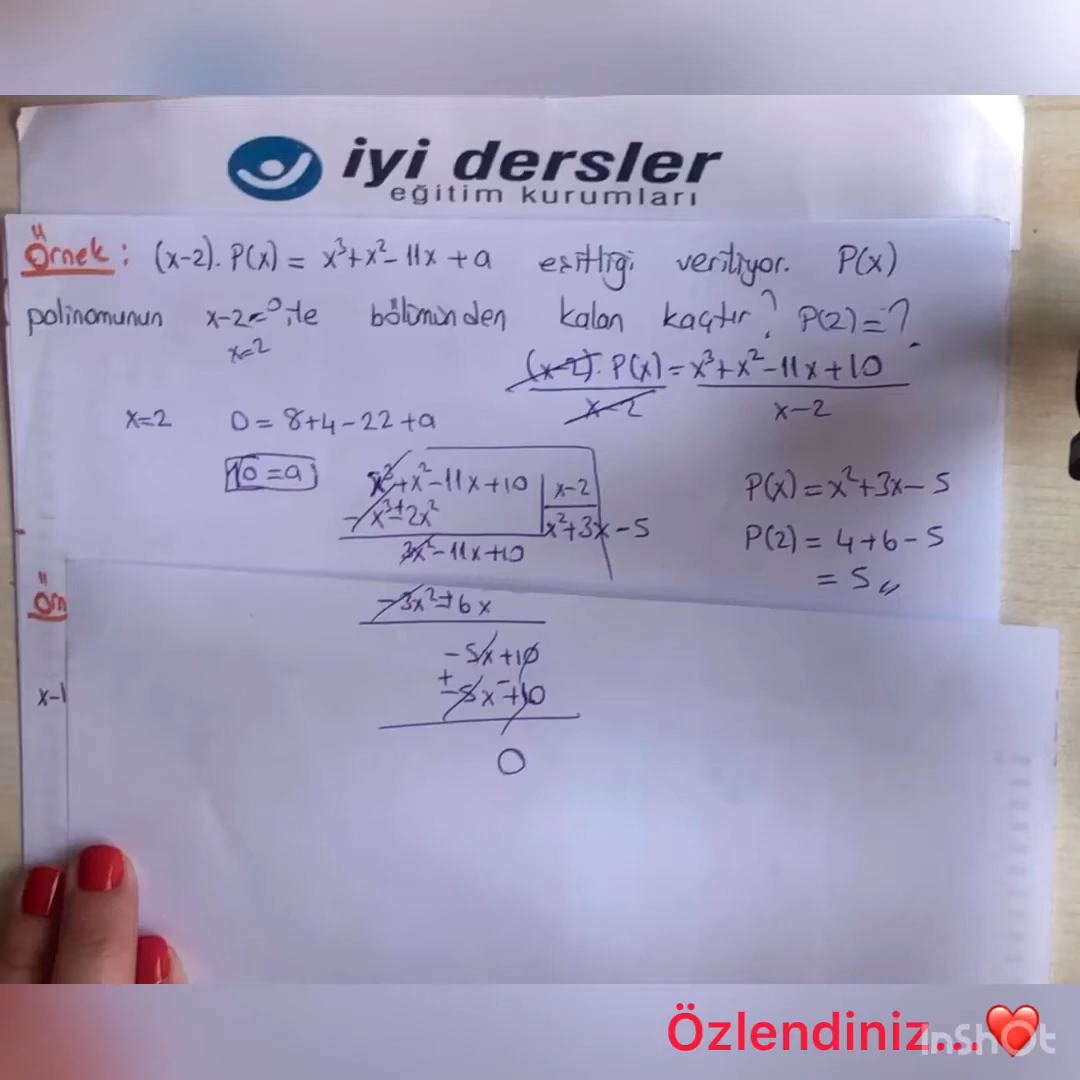 iyi dersler
eğitim kurumları
Örnek: (x-2). P(x) = x³+x²-11x+a eşitliği veriliyor. P(x)
polinomunun x-2=0 ile bölümünden kalan kaçtır? P(2)=?
x=2
(x-2). P(x) = x³+x²-11x+10
x-2 x-2
x=2 0 = 8+4-22+a
10=a
x³+x²-11x+10 x-2
-x³+2x² x²+3x-5
3x²-11x+10
-3x²+6x
-5x+10
+-5x-+10
0
P(x) = x²+3x-5
P(2) = 4+6-5
= 5
Örn
x-1
Özlendiniz...❤️
InShOt